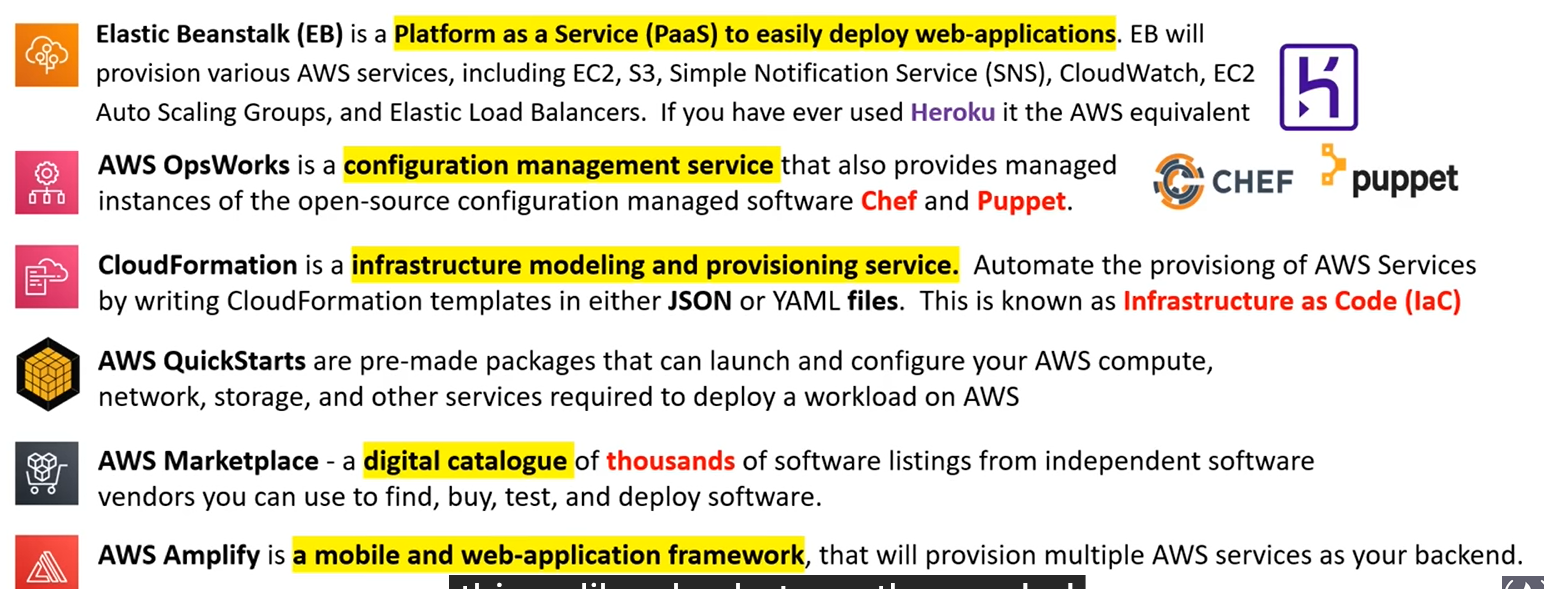 Elastic Beanstalk (EB) is a Platform as a Service (PaaS) to easily deploy web-applications. EB will
provision various AWS services, including EC2, S3, Simple Notification Service (SNS), CloudWatch, EC2
Auto Scaling Groups, and Elastic Load Balancers. If you have ever used Heroku it the AWS equivalent
AWS OpsWorks is a configuration management service that also provides managed
instances of the open-source configuration managed software Chef and Puppet.
CHEF
puppet
CloudFormation is a infrastructure modeling and provisioning service. Automate the provisiong of AWS Services
by writing CloudFormation templates in either JSON or YAML files. This is known as Infrastructure as Code (IaC)
AWS QuickStarts are pre-made packages that can launch and configure your AWS compute,
network, storage, and other services required to deploy a workload on AWS
AWS Marketplace - a digital catalogue of thousands of software listings from independent software
vendors you can use to find, buy, test, and deploy software.
AWS Amplify is a mobile and web-application framework, that will provision multiple AWS services as your backend.